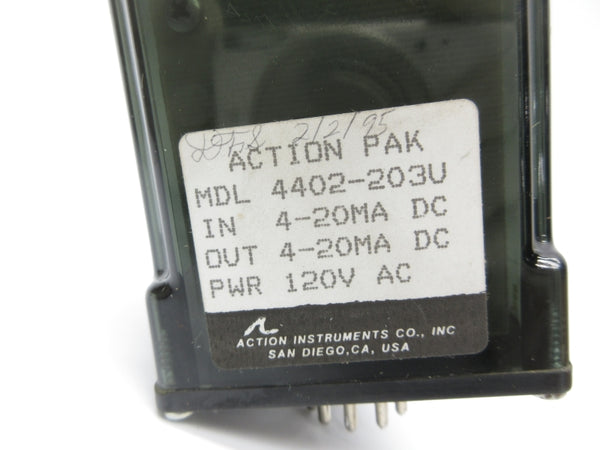 2/2/95
ACTION PAK
MDL 4402-203U
IN 4-20MA DC
OUT 4-20MA DC
PWR 120V AC
ACTION INSTRUMENTS CO., INC
SAN DIEGO,CA, USA